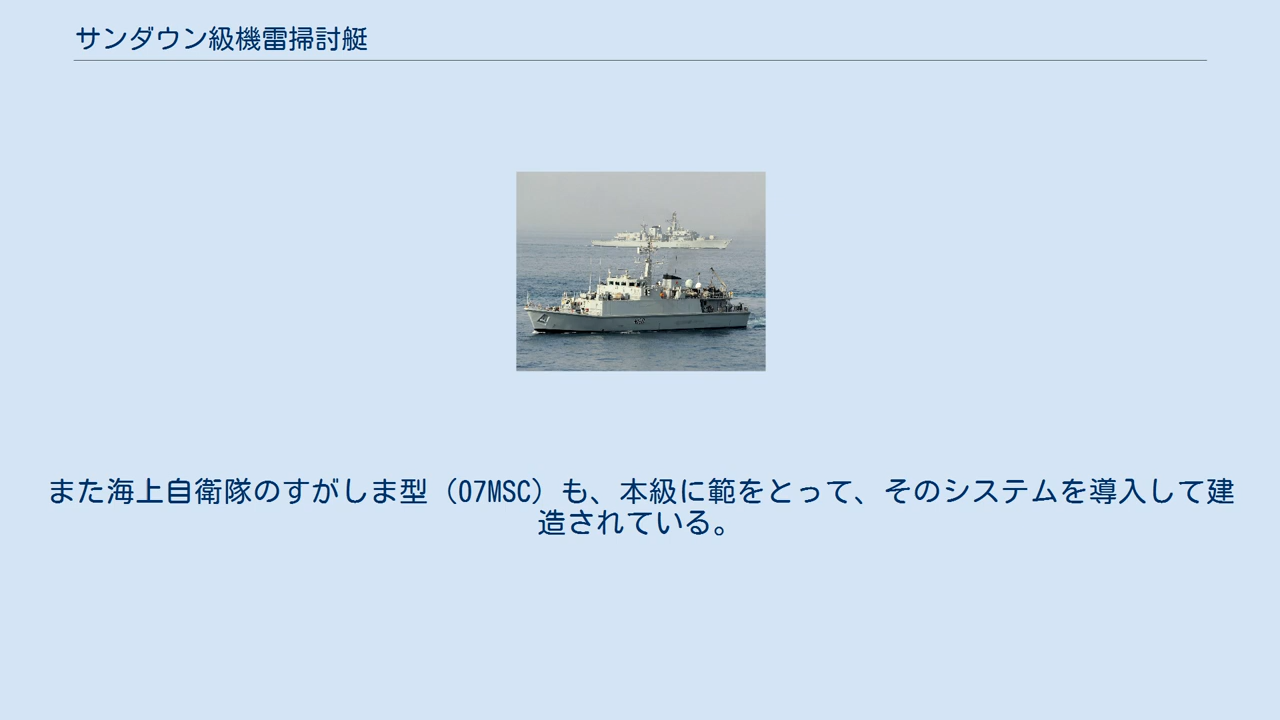 サンダウン級機雷掃討艇
また海上自衛隊のすがしま型（07MSC）も、本級に範をとって、そのシステムを導入して建
造されている。